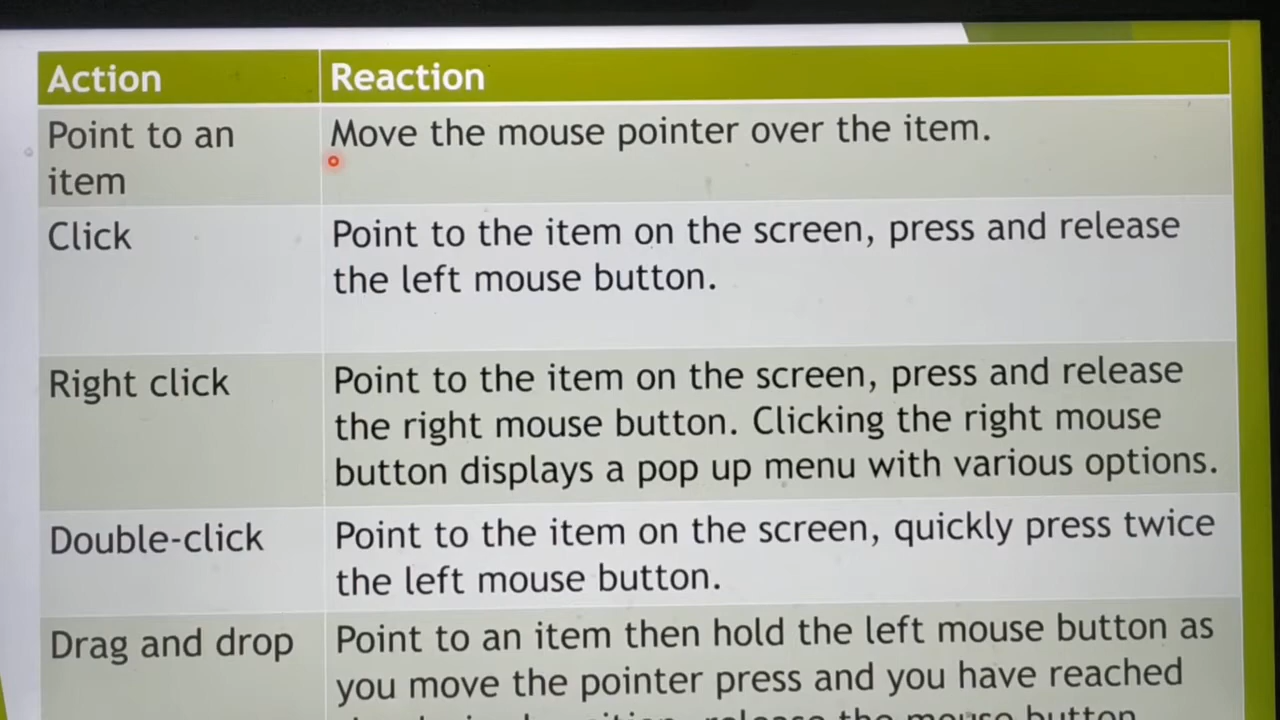 Action
Reaction
Point to an
item
Move the mouse pointer over the item.
Click
Point to the item on the screen, press and release
the left mouse button.
Right click
Point to the item on the screen, press and release
the right mouse button. Clicking the right mouse
button displays a pop up menu with various options.
Double-click
Point to the item on the screen, quickly press twice
the left mouse button.
Drag and drop
Point to an item then hold the left mouse button as
you move the pointer press and you have reached
release the mouse button